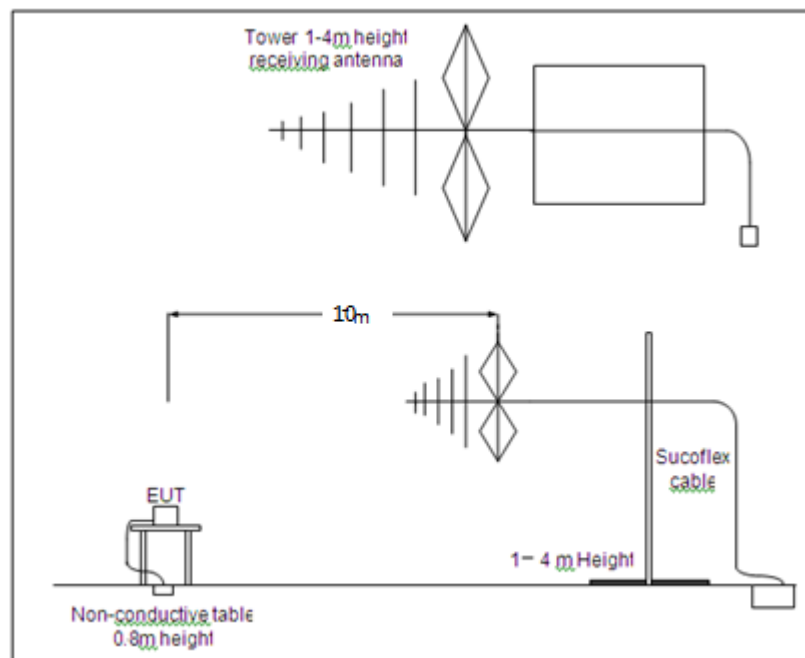 Tower 1-4m height
receiving antenna
10m
Sucoflex
cable
EUT
1– 4 m Height
Non-conductive table
0.8m height